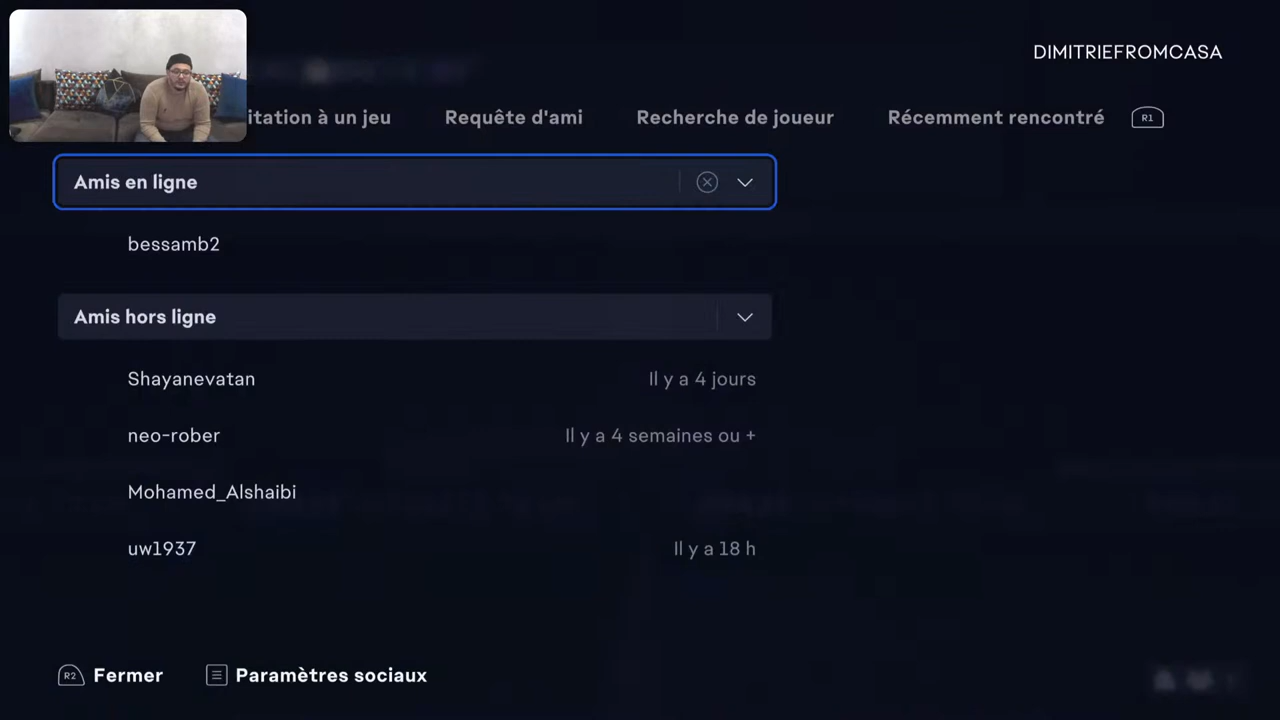 DIMITRIEFROMCASA
itation à un jeu Requête d'ami Recherche de joueur Récemment rencontré R1
Amis en ligne
bessamb2
Amis hors ligne
Shayanevatan Il y a 4 jours
neo-rober Il y a 4 semaines ou +
Mohamed_Alshaibi
uw1937 Il y a 18 h
R2 Fermer Paramètres sociaux